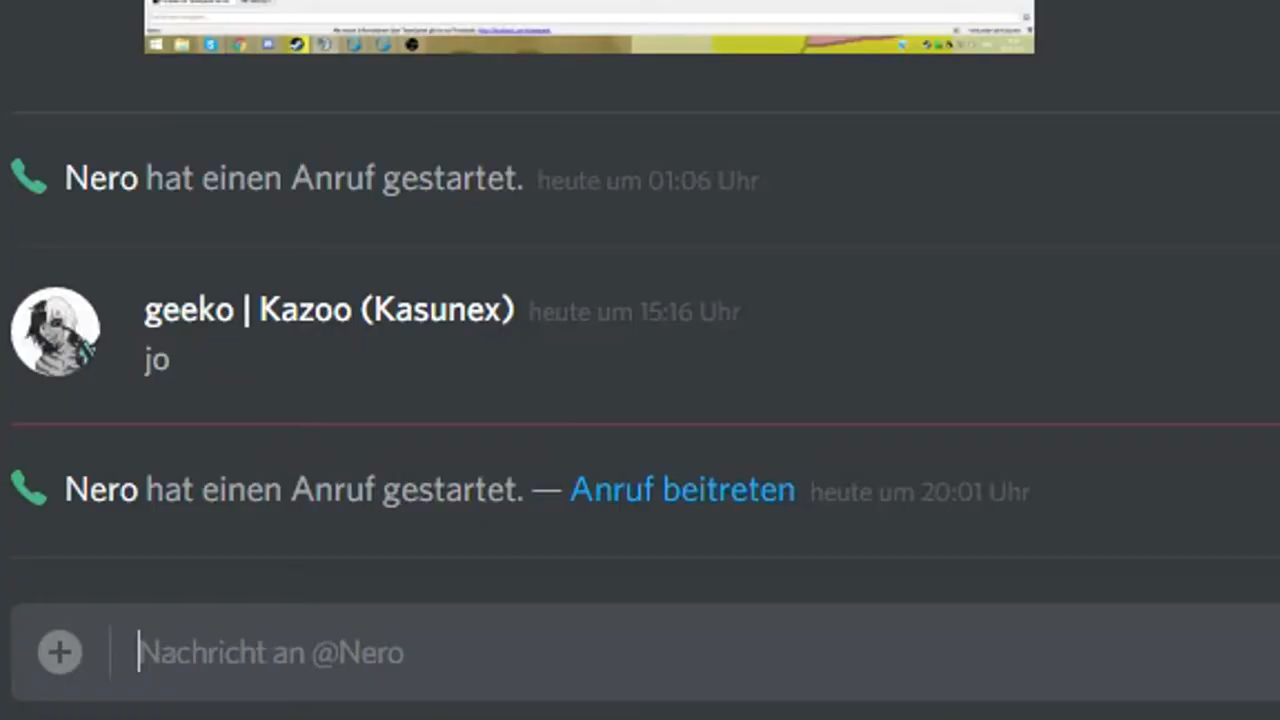 Nero hat einen Anruf gestartet. heute um 01:06 Uhr
geeko | Kazoo (Kasunex) heute um 15:16 Uhr
jo
Nero hat einen Anruf gestartet. — Anruf beitreten heute um 20:01 Uhr
Nachricht an @Nero